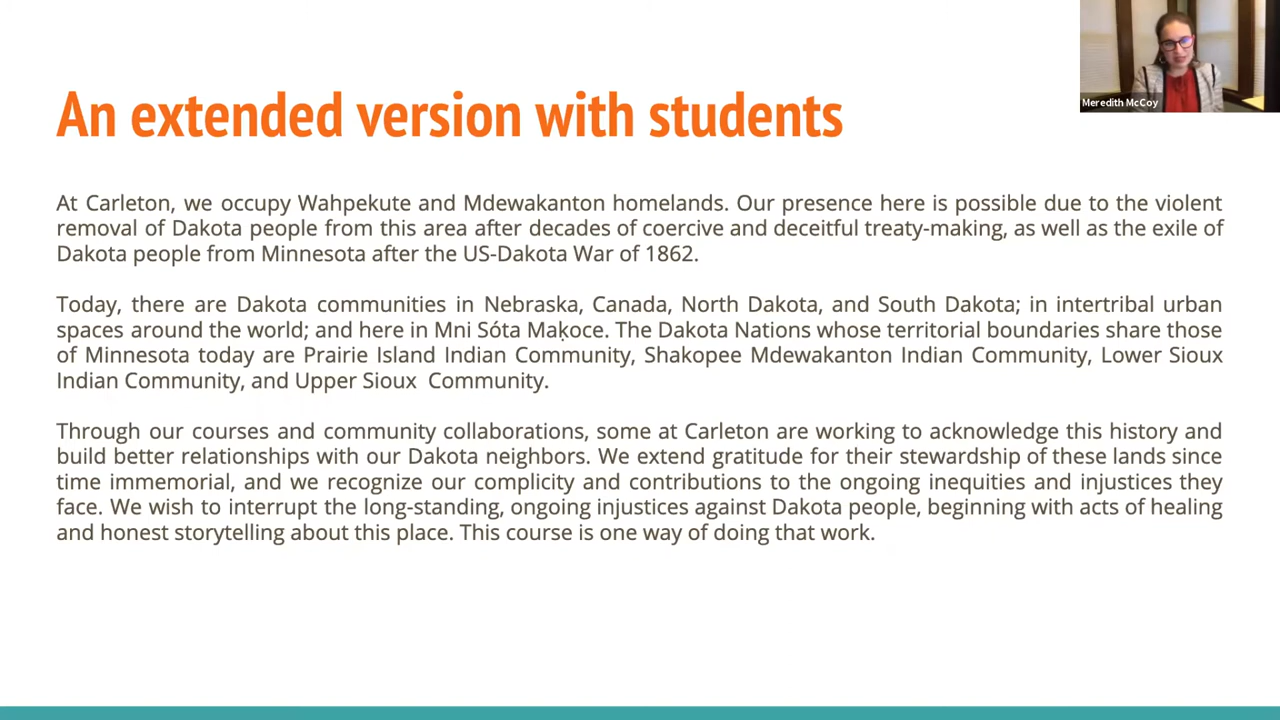 An extended version with students
Meredith McCoy
At Carleton, we occupy Wahpekute and Mdewakanton homelands. Our presence here is possible due to the violent
removal of Dakota people from this area after decades of coercive and deceitful treaty-making, as well as the exile of
Dakota people from Minnesota after the US-Dakota War of 1862.
Today, there are Dakota communities in Nebraska, Canada, North Dakota, and South Dakota; in intertribal urban
spaces around the world; and here in Mni Sóta Maḳoce. The Dakota Nations whose territorial boundaries share those
of Minnesota today are Prairie Island Indian Community, Shakopee Mdewakanton Indian Community, Lower Sioux
Indian Community, and Upper Sioux  Community.
Through our courses and community collaborations, some at Carleton are working to acknowledge this history and
build better relationships with our Dakota neighbors. We extend gratitude for their stewardship of these lands since
time immemorial, and we recognize our complicity and contributions to the ongoing inequities and injustices they
face. We wish to interrupt the long-standing, ongoing injustices against Dakota people, beginning with acts of healing
and honest storytelling about this place. This course is one way of doing that work.